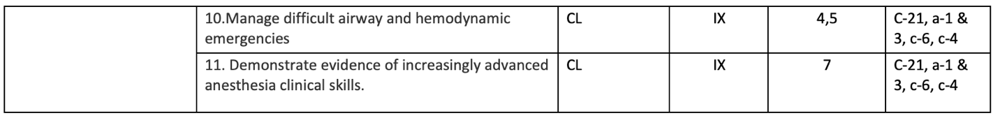 10.Manage difficult airway and hemodynamic
emergencies
CL
IX
4,5
C-21, a-1 &
3, c-6, c-4
11. Demonstrate evidence of increasingly advanced
anesthesia clinical skills.
CL
IX
7
C-21, a-1 &
3, c-6, c-4